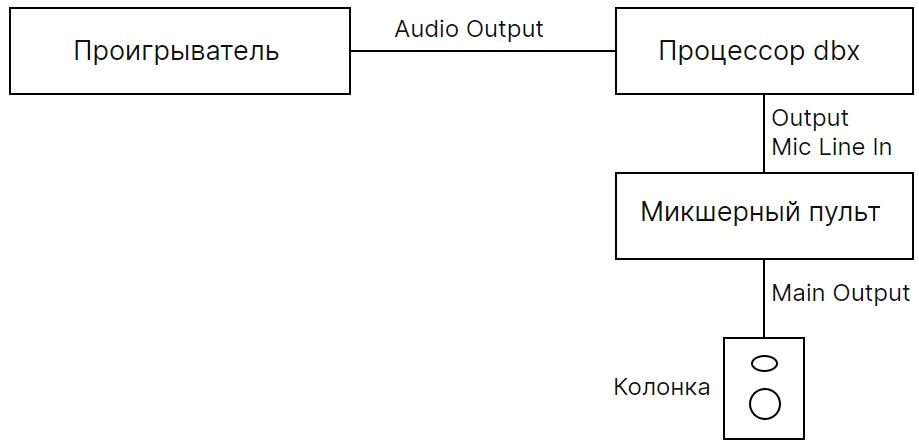 Проигрыватель
Audio Output
Процессор dbx
Output
Mic Line In
Микшерный пульт
Main Output
Колонка